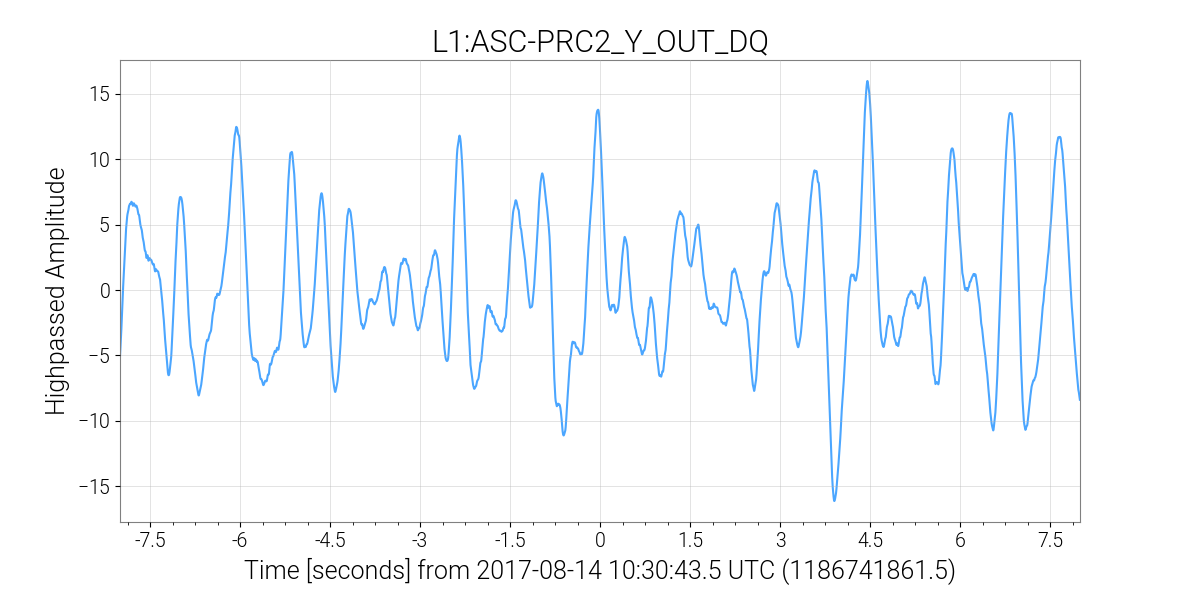 L1:ASC-PRC2_Y_OUT_DQ
Highpassed Amplitude
15
10
5
0
−5
−10
−15
-7.5 -6 -4.5 -3 -1.5 0 1.5 3 4.5 6 7.5
Time [seconds] from 2017-08-14 10:30:43.5 UTC (1186741861.5)